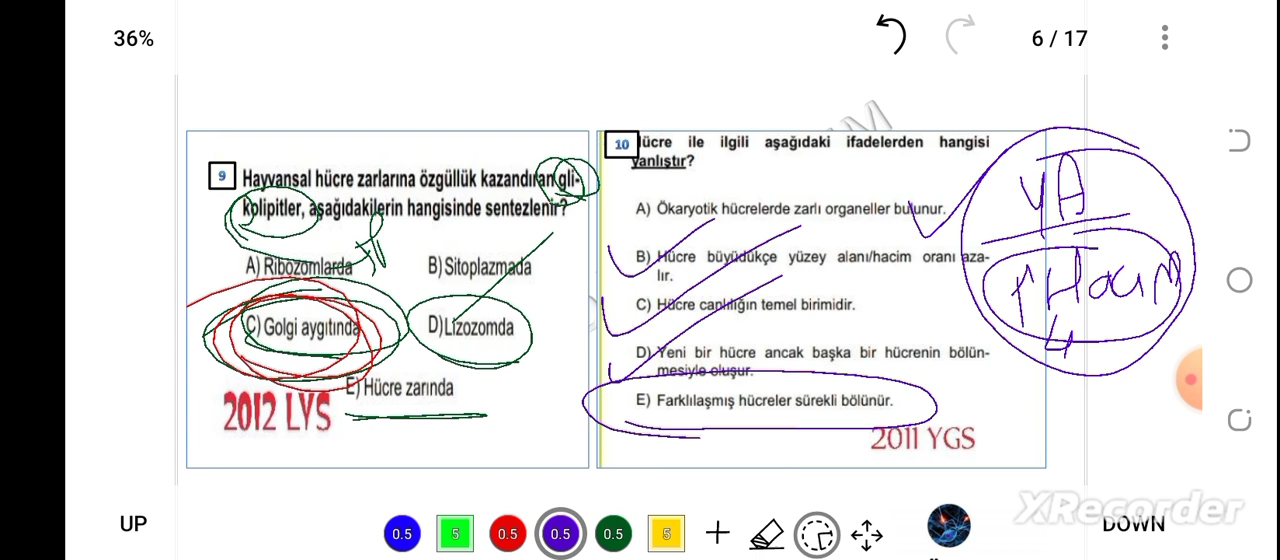 36%
6 / 17
9
Hayvansal hücre zarlarına özgüllük kazandıran gli-
kolipitler, aşağıdakilerin hangisinde sentezlenir?
A) Ribozomlarda
B) Sitoplazmada
C) Golgi aygıtında
D) Lizozomda
E) Hücre zarında
2012 LYS
10
Hücre ile ilgili aşağıdaki ifadelerden hangisi
yanlıştır?
A) Ökaryotik hücrelerde zarlı organeller bulunur.
B) Hücre büyüdükçe yüzey alanı/hacim oranı aza-
lır.
C) Hücre canlılığın temel birimidir.
D) Yeni bir hücre ancak başka bir hücrenin bölün-
mesiyle oluşur.
E) Farklılaşmış hücreler sürekli bölünür.
2011 YGS
YA
Hacim
UP
0.5
5
0.5
0.5
0.5
5
DOWN
XRecorder